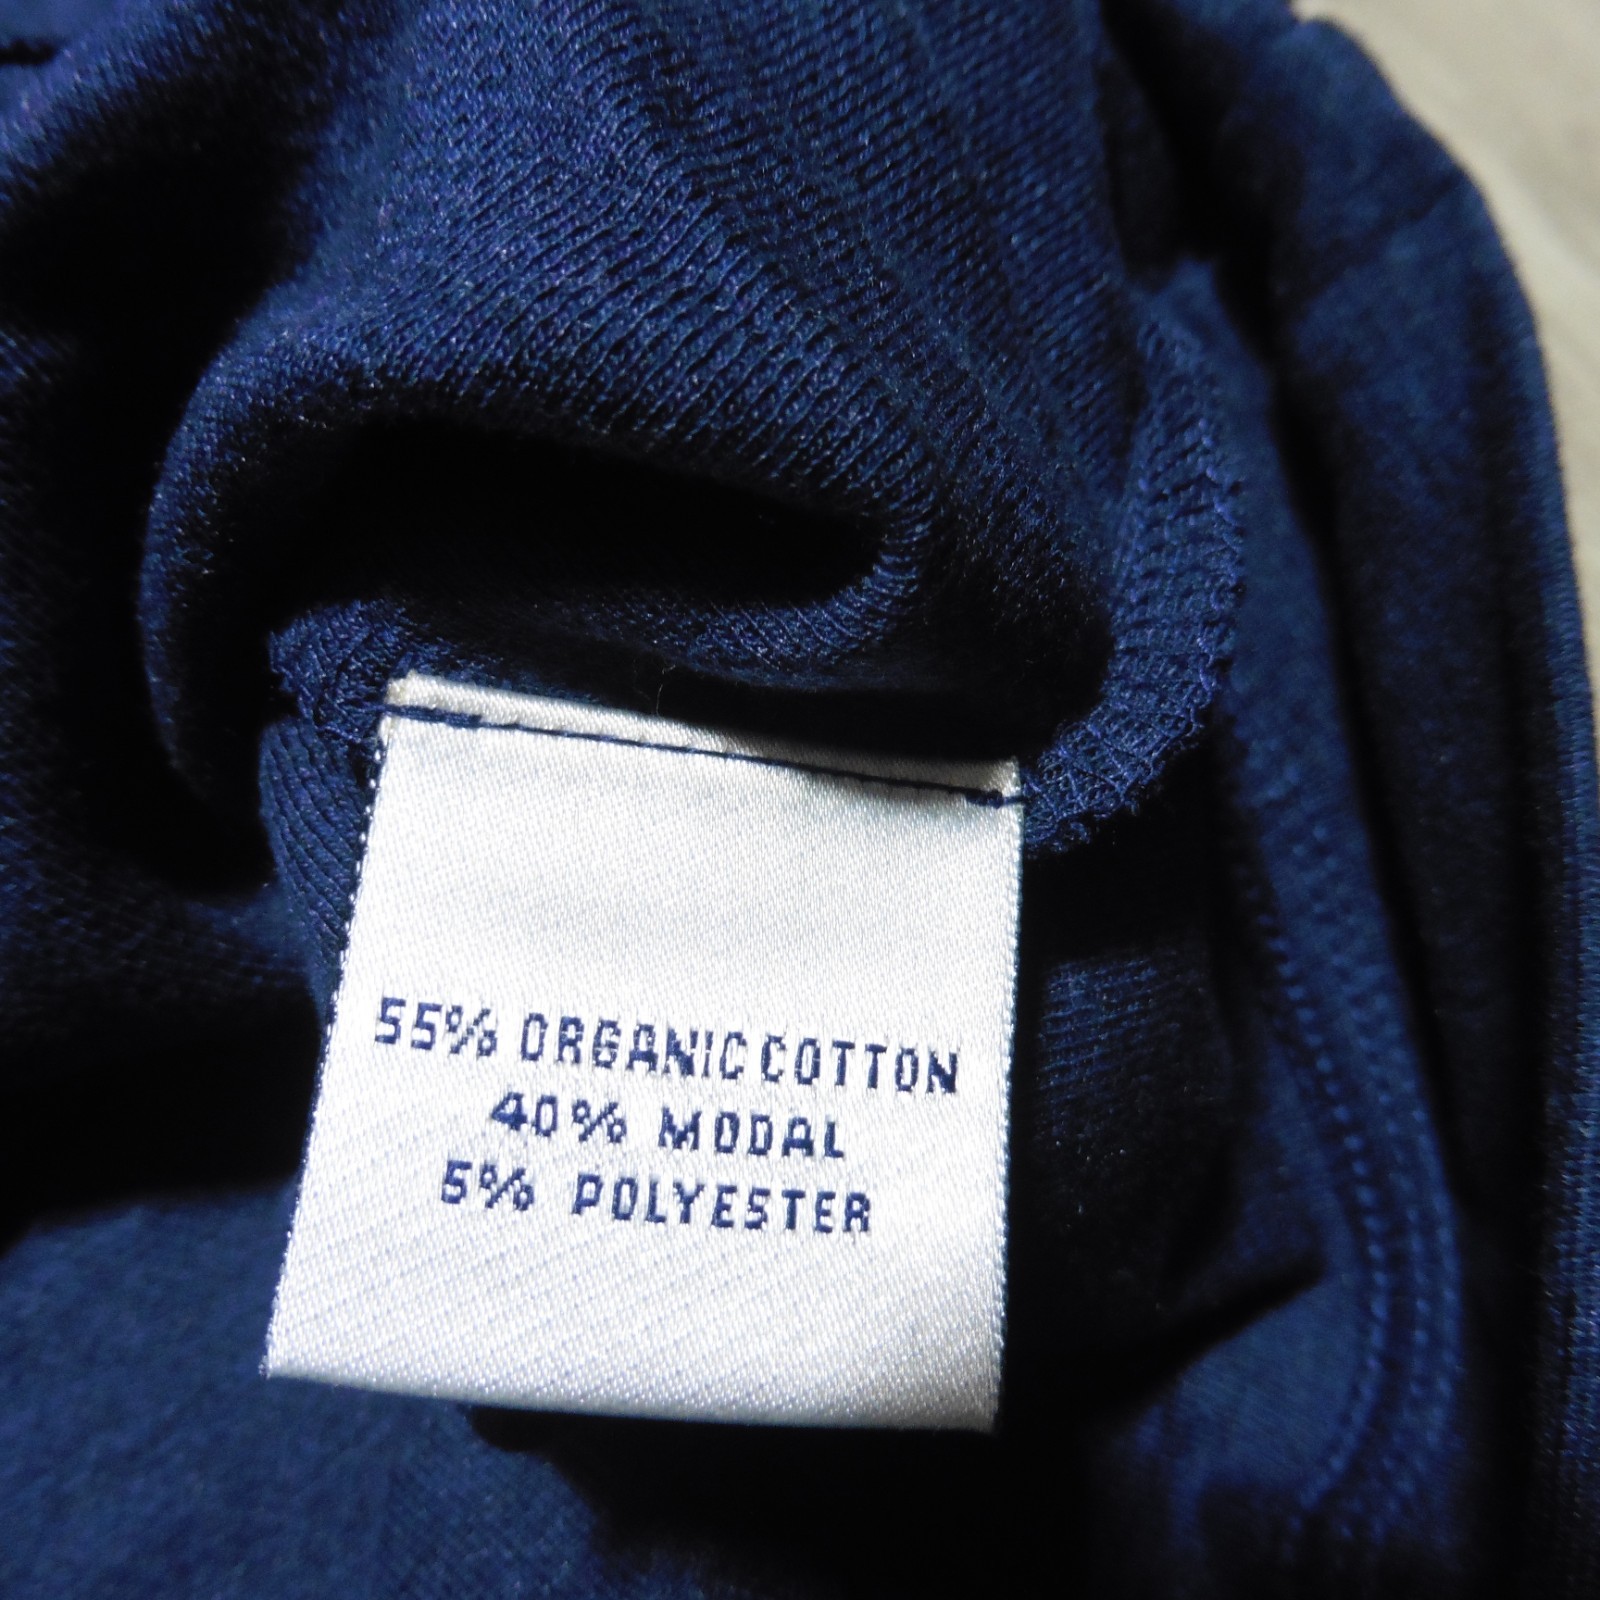 55% ORGANIC COTTON
40% MODAL
5% POLYESTER